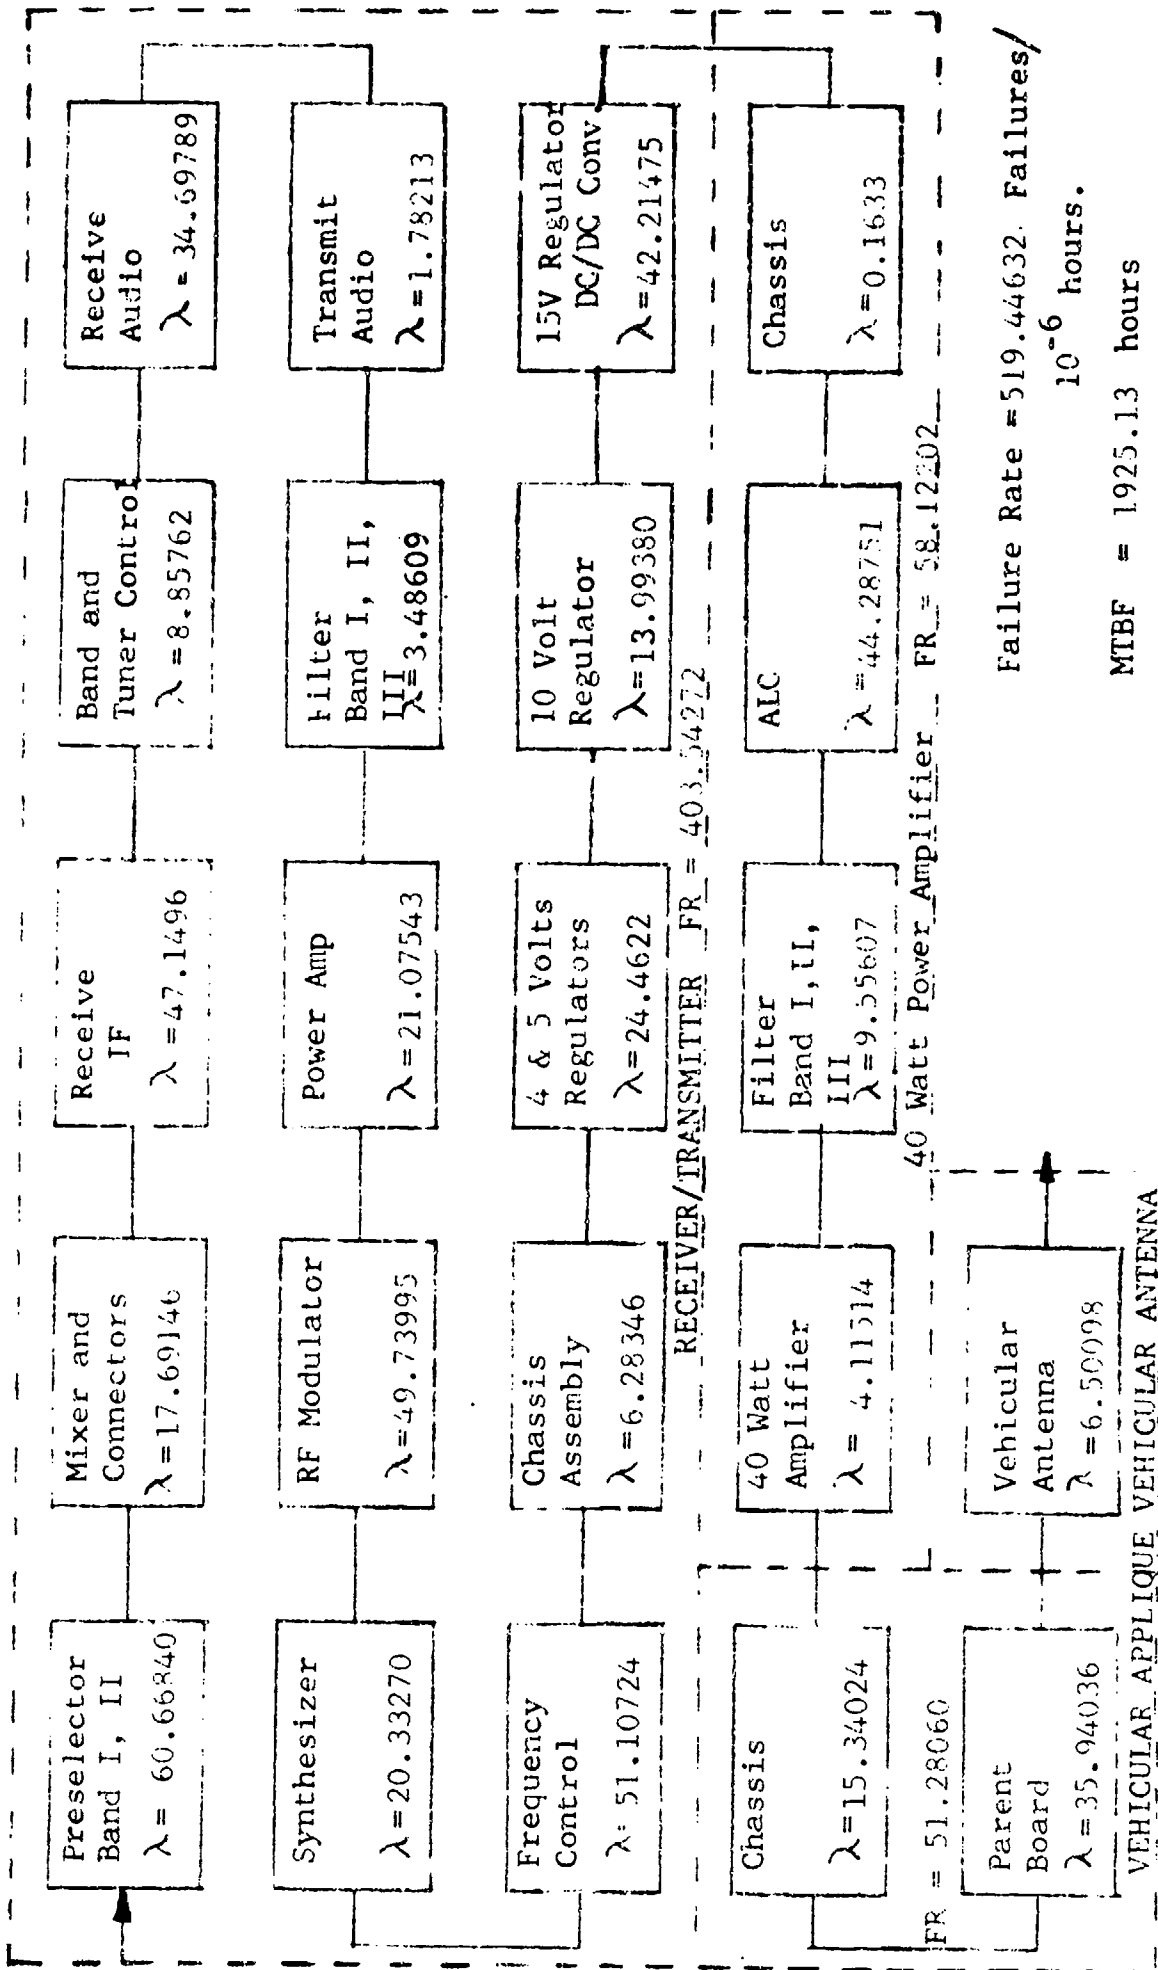 Preselector
Band I, II
λ = 60.66840
Mixer and
Connectors
λ=17.69146
Receive
IF
λ=47.1496
Band and
Tuner Control
λ=8.85762
Receive
Audio
λ=34.69789
Synthesizer
λ=20.33270
RF Modulator
λ=49.73995
Power Amp
λ=21.07543
Filter
Band I, II,
III
λ=3.48609
Transmit
Audio
λ=1.78213
Frequency
Control
λ= 51.10724
Chassis
Assembly
λ=6.28346
4 & 5 Volts
Regulators
λ=24.4622
10 Volt
Regulator
λ=13.99380
15V Regulator
DC/DC Conv
λ=42.21475
RECEIVER/TRANSMITTER FR = 403.54272
Chassis
λ=15.34024
40 Watt
Amplifier
λ= 4.11514
Filter
Band I,II,
III
λ=9.55607
ALC
λ=44.28751
Chassis
λ=0.1633
FR = 51.28060
40 Watt Power Amplifier FR = 58.12202
Parent
Board
λ=35.94036
Vehicular
Antenna
λ=6.50098
VEHICULAR APPLIQUE VEHICULAR ANTENNA
Failure Rate =519.44632 Failures/
10-6 hours.
MTBF = 1925.13 hours